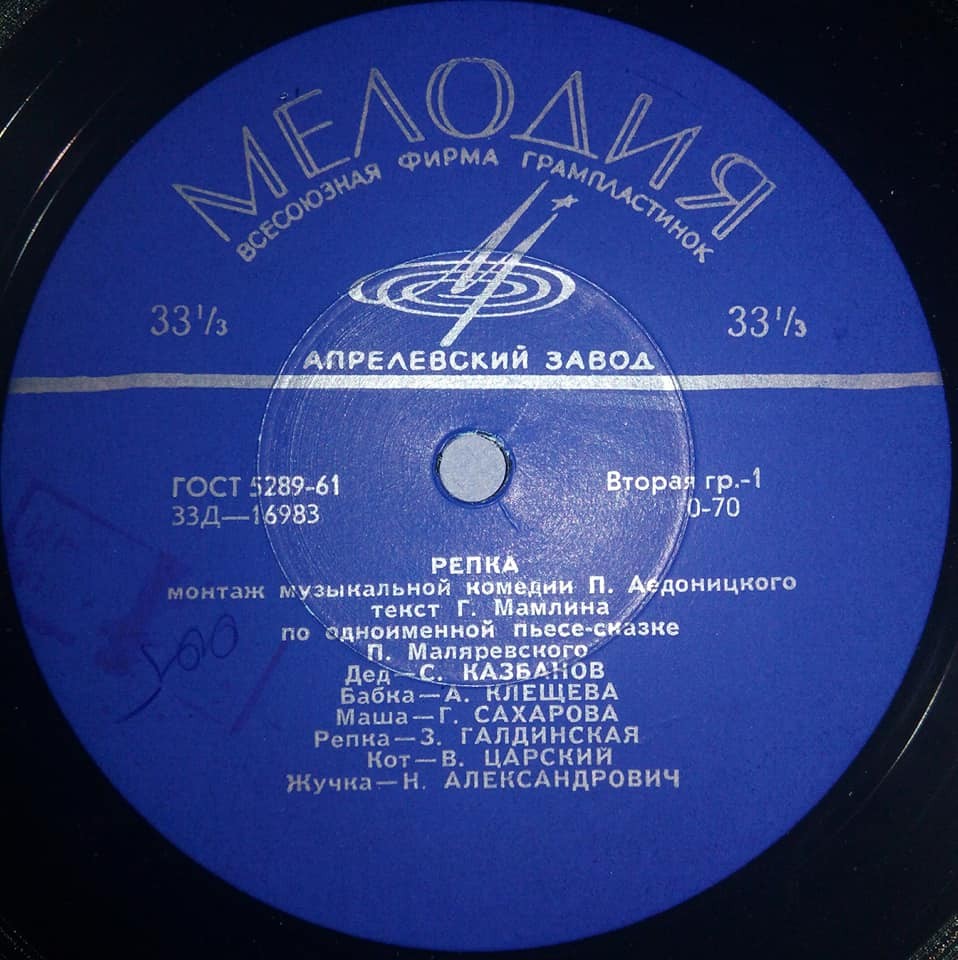 МЕЛОДИЯ
ВСЕСОЮЗНАЯ ФИРМА ГРАМПЛАСТИНОК
33⅓ 33⅓
АПРЕЛЕВСКИЙ ЗАВОД
ГОСТ 5289-61 Вторая гр.-1
33Д—16983 0-70
РЕПКА
монтаж музыкальной комедии П. Аедоницкого
текст Г. Мамлина
по одноименной пьесе-сказке
П. Маляревского
Дед—С. КАЗБАНОВ
Бабка—А. КЛЕЩЕВА
Маша—Г. САХАРОВА
Репка—З. ГАЛДИНСКАЯ
Кот—В. ЦАРСКИЙ
Жучка—Н. АЛЕКСАНДРОВИЧ